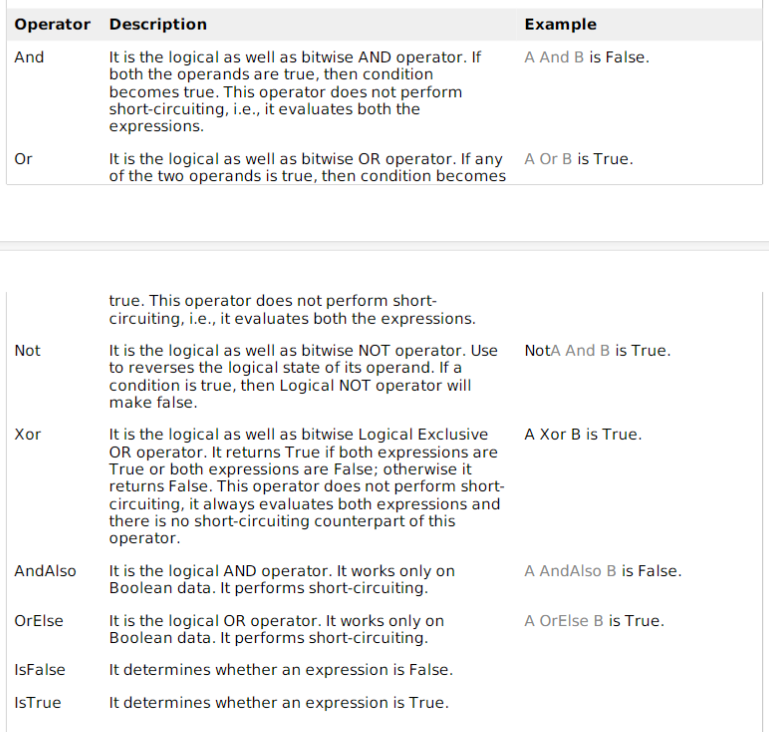 Operator Description Example
And It is the logical as well as bitwise AND operator. If A And B is False.
both the operands are true, then condition
becomes true. This operator does not perform
short-circuiting, i.e., it evaluates both the
expressions.
Or It is the logical as well as bitwise OR operator. If any A Or B is True.
of the two operands is true, then condition becomes
true. This operator does not perform short-
circuiting, i.e., it evaluates both the expressions.
Not It is the logical as well as bitwise NOT operator. Use NotA And B is True.
to reverses the logical state of its operand. If a
condition is true, then Logical NOT operator will
make false.
Xor It is the logical as well as bitwise Logical Exclusive A Xor B is True.
OR operator. It returns True if both expressions are
True or both expressions are False; otherwise it
returns False. This operator does not perform short-
circuiting, it always evaluates both expressions and
there is no short-circuiting counterpart of this
operator.
AndAlso It is the logical AND operator. It works only on A AndAlso B is False.
Boolean data. It performs short-circuiting.
OrElse It is the logical OR operator. It works only on A OrElse B is True.
Boolean data. It performs short-circuiting.
IsFalse It determines whether an expression is False.
IsTrue It determines whether an expression is True.